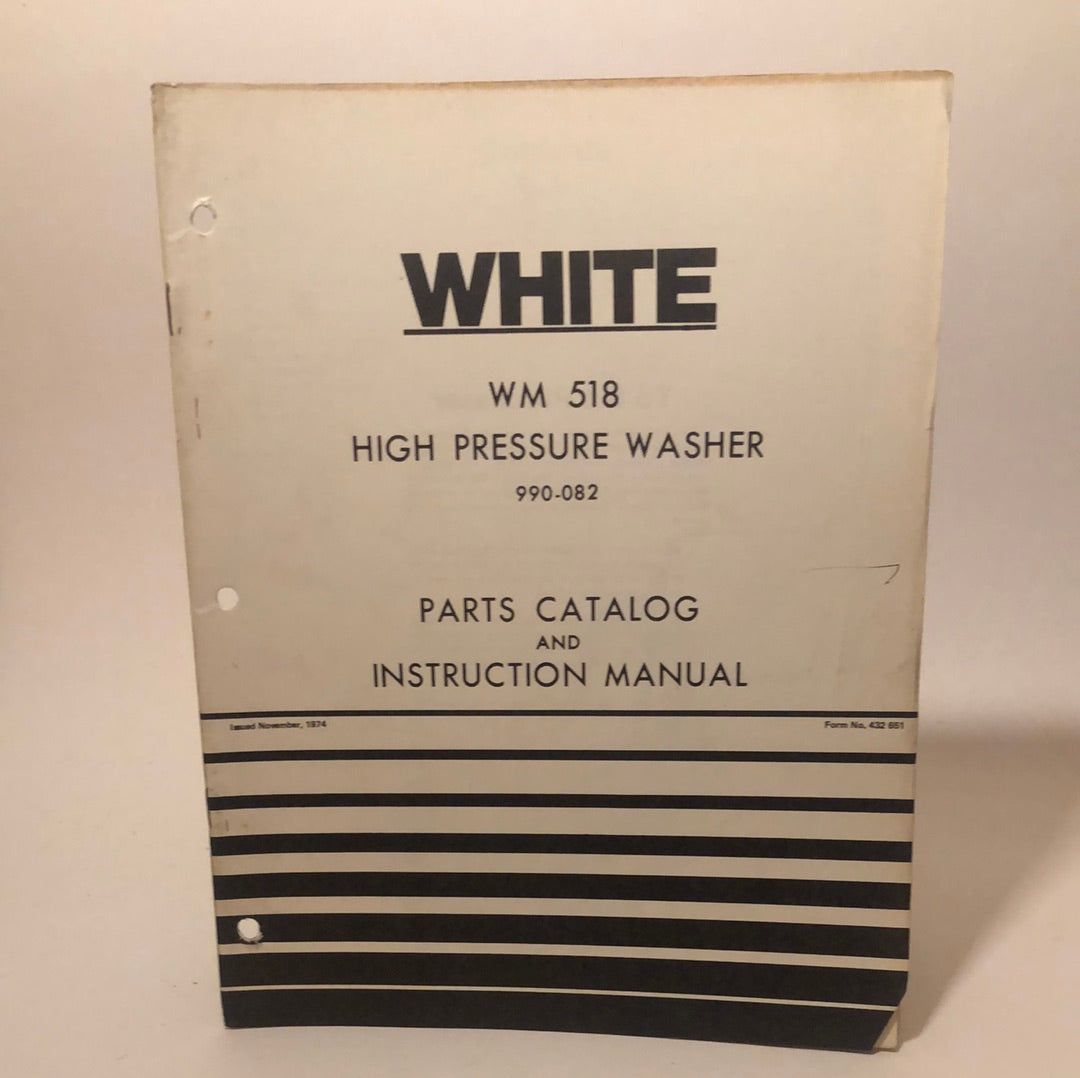 WHITE
WM 518
HIGH PRESSURE WASHER
990-082
PARTS CATALOG
AND
INSTRUCTION MANUAL
Issued November, 1974
Form No. 432 651